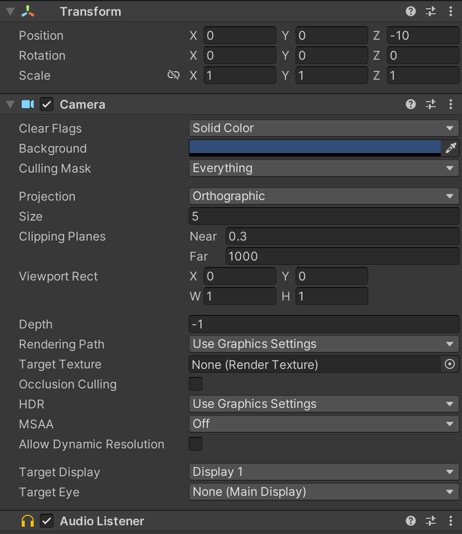 Transform
Position X 0 Y 0 Z -10
Rotation X 0 Y 0 Z 0
Scale X 1 Y 1 Z 1
Camera
Clear Flags Solid Color
Background
Culling Mask Everything
Projection Orthographic
Size 5
Clipping Planes Near 0.3
Far 1000
Viewport Rect X 0 Y 0
W 1 H 1
Depth -1
Rendering Path Use Graphics Settings
Target Texture None (Render Texture)
Occlusion Culling
HDR Use Graphics Settings
MSAA Off
Allow Dynamic Resolution
Target Display Display 1
Target Eye None (Main Display)
Audio Listener